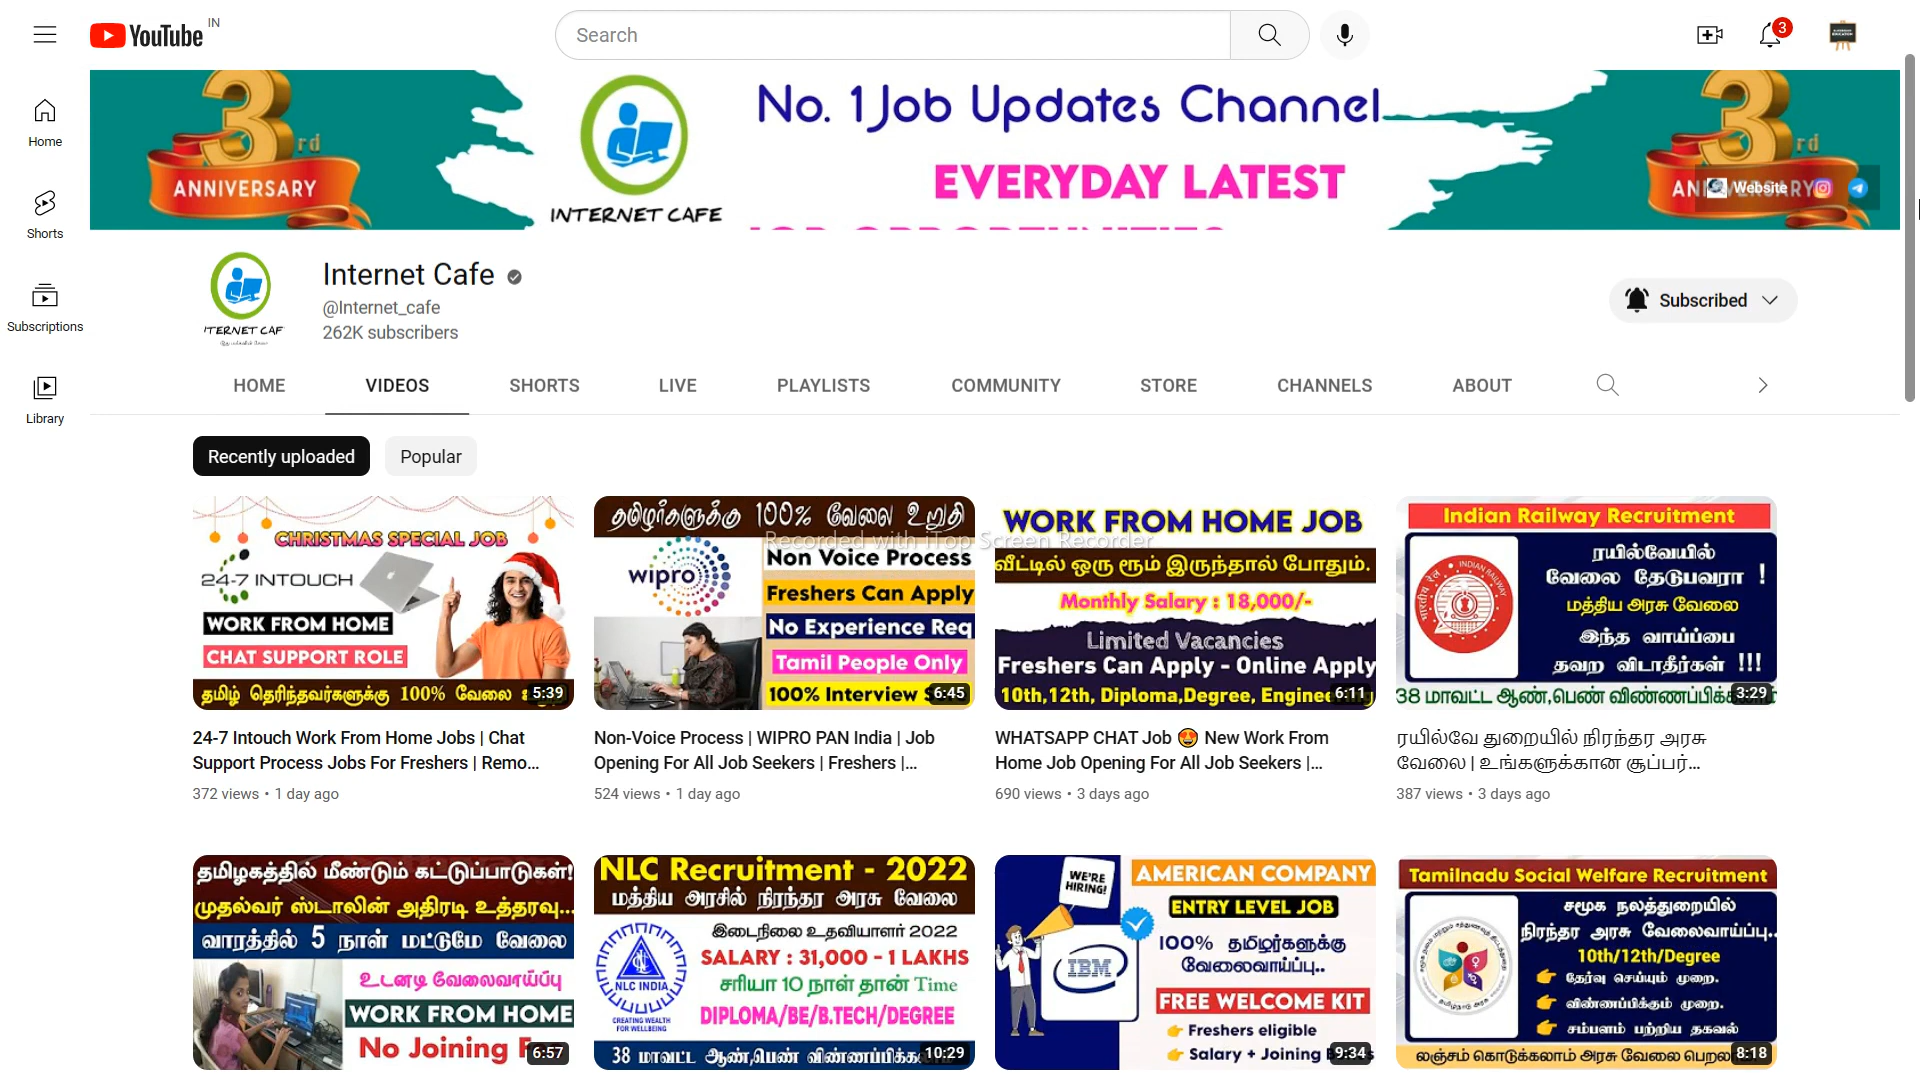 YouTube IN
Search
3
Home
Shorts
Subscriptions
Library
3rd
ANNIVERSARY
INTERNET CAFE
No. 1 Job Updates Channel
EVERYDAY LATEST
JOB OPPORTUNITIES
3rd
Website
Internet Cafe
@Internet_cafe
262K subscribers
Subscribed
HOME VIDEOS SHORTS LIVE PLAYLISTS COMMUNITY STORE CHANNELS ABOUT
Recently uploaded Popular
Recorded with iTop Screen Recorder
CHRISTMAS SPECIAL JOB
24-7 INTOUCH
WORK FROM HOME
CHAT SUPPORT ROLE
தமிழ் தெரிந்தவர்களுக்கு 100% வேலை
5:39
24-7 Intouch Work From Home Jobs | Chat
Support Process Jobs For Freshers | Remo...
372 views • 1 day ago
தமிழர்களுக்கு 100% வேலை உறுதி
wipro
Non Voice Process
Freshers Can Apply
No Experience Req
Tamil People Only
100% Interview
6:45
Non-Voice Process | WIPRO PAN India | Job
Opening For All Job Seekers | Freshers |...
524 views • 1 day ago
WORK FROM HOME JOB
வீட்டில் ஒரு ரூம் இருந்தால் போதும்.
Monthly Salary : 18,000/-
Limited Vacancies
Freshers Can Apply - Online Apply
10th,12th, Diploma,Degree, Enginee
6:11
WHATSAPP CHAT Job 😍 New Work From
Home Job Opening For All Job Seekers |...
690 views • 3 days ago
Indian Railway Recruitment
ரயில்வேயில்
வேலை தேடுபவரா !
மத்திய அரசு வேலை
இந்த வாய்ப்பை
தவற விடாதீர்கள் !!!
INDIAN RAILWAY
38 மாவட்ட ஆண்,பெண்
3:29
ரயில்வே துறையில் நிரந்தர அரசு
வேலை | உங்களுக்கான சூப்பர்...
387 views • 3 days ago
தமிழகத்தில் மீண்டும் கட்டுப்பாடுகள்!
முதல்வர் ஸ்டாலின் அதிரடி உத்தரவு...
வாரத்தில் 5 நாள் மட்டுமே வேலை
உடனடி வேலைவாய்ப்பு
WORK FROM HOME
No Joining
6:57
NLC Recruitment - 2022
மத்திய அரசில் நிரந்தர அரசு வேலை
இடைநிலை உதவியாளர் 2022
SALARY : 31,000 - 1 LAKHS
சரியா 10 நாள் தான் Time
DIPLOMA/BE/B.TECH/DEGREE
NLC INDIA
CREATING WEALTH
FOR WELLBEING
38 மாவட்ட ஆண்,பெண்
10:29
WE'RE
HIRING!
AMERICAN COMPANY
ENTRY LEVEL JOB
IBM
100% தமிழர்களுக்கு
வேலைவாய்ப்பு..
FREE WELCOME KIT
Freshers eligible
Salary + Joining
9:34
Tamilnadu Social Welfare Recruitment
சமூக நலத்துறையில்
நிரந்தர அரசு வேலைவாய்ப்பு..
10th/12th/Degree
தேர்வு செய்யும் முறை.
விண்ணப்பிக்கும் முறை.
சம்பளம் பற்றிய தகவல்
லஞ்சம் கொடுக்கலாம் அரசு வேலை
8:18